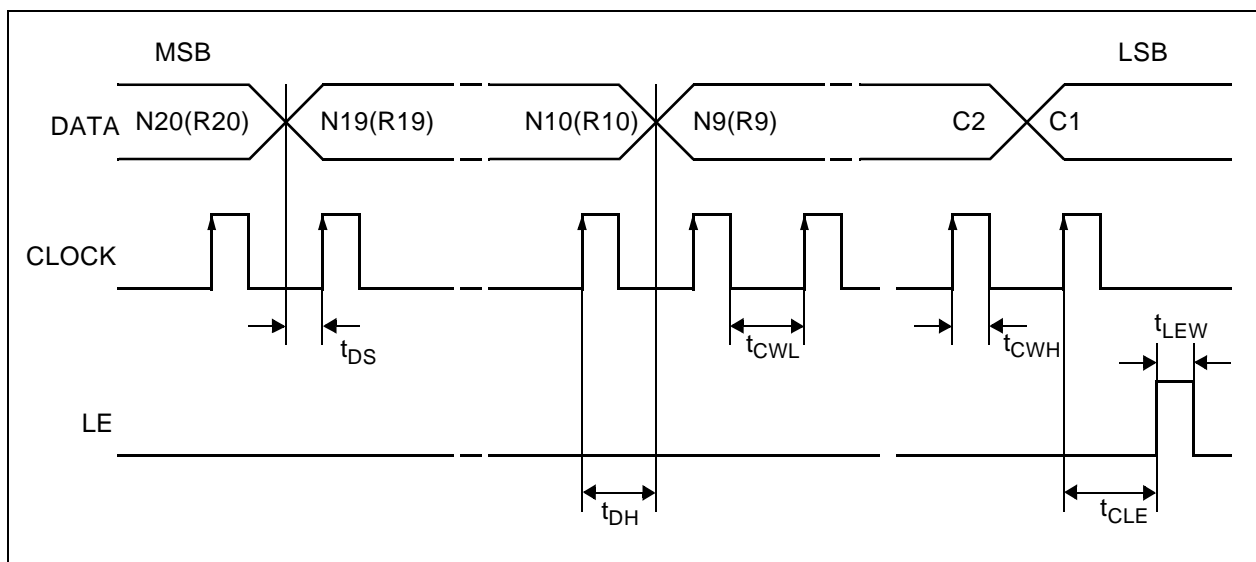 MSB
LSB
DATA
N20(R20)
N19(R19)
N10(R10)
N9(R9)
C2
C1
CLOCK
tDS
tCWL
tCWH
tLEW
LE
tDH
tCLE